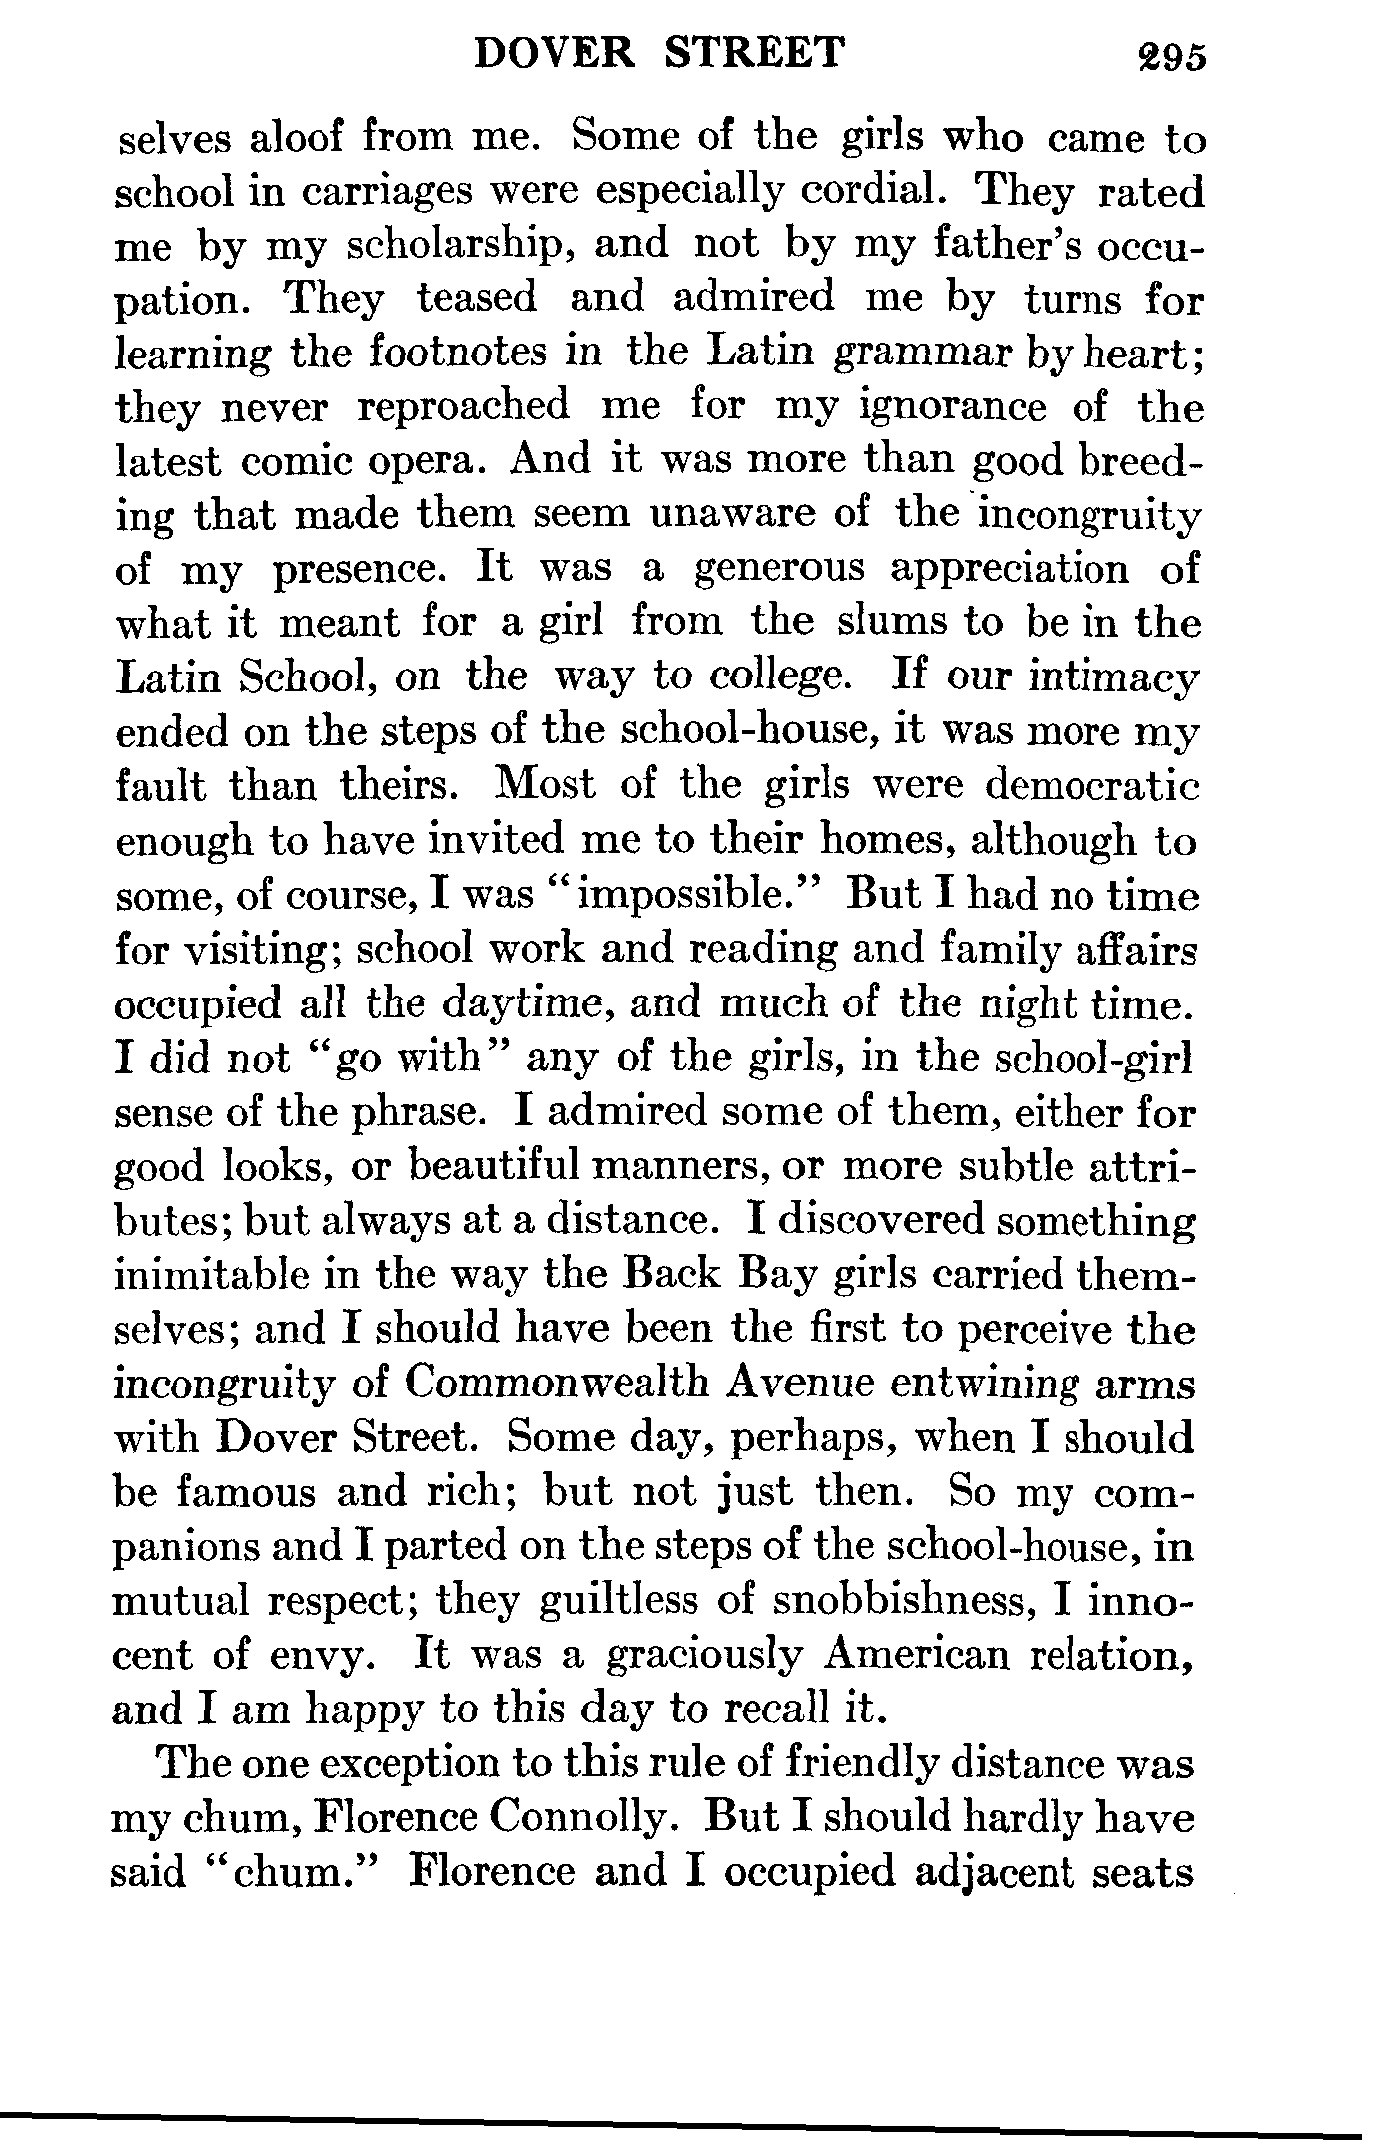 DOVER STREET 295
selves aloof from me. Some of the girls who came to
school in carriages were especially cordial. They rated
me by my scholarship, and not by my father's occu-
pation. They teased and admired me by turns for
learning the footnotes in the Latin grammar by heart;
they never reproached me for my ignorance of the
latest comic opera. And it was more than good breed-
ing that made them seem unaware of the incongruity
of my presence. It was a generous appreciation of
what it meant for a girl from the slums to be in the
Latin School, on the way to college. If our intimacy
ended on the steps of the school-house, it was more my
fault than theirs. Most of the girls were democratic
enough to have invited me to their homes, although to
some, of course, I was "impossible." But I had no time
for visiting; school work and reading and family affairs
occupied all the daytime, and much of the night time.
I did not "go with" any of the girls, in the school-girl
sense of the phrase. I admired some of them, either for
good looks, or beautiful manners, or more subtle attri-
butes; but always at a distance. I discovered something
inimitable in the way the Back Bay girls carried them-
selves; and I should have been the first to perceive the
incongruity of Commonwealth Avenue entwining arms
with Dover Street. Some day, perhaps, when I should
be famous and rich; but not just then. So my com-
panions and I parted on the steps of the school-house, in
mutual respect; they guiltless of snobbishness, I inno-
cent of envy. It was a graciously American relation,
and I am happy to this day to recall it.
The one exception to this rule of friendly distance was
my chum, Florence Connolly. But I should hardly have
said "chum." Florence and I occupied adjacent seats